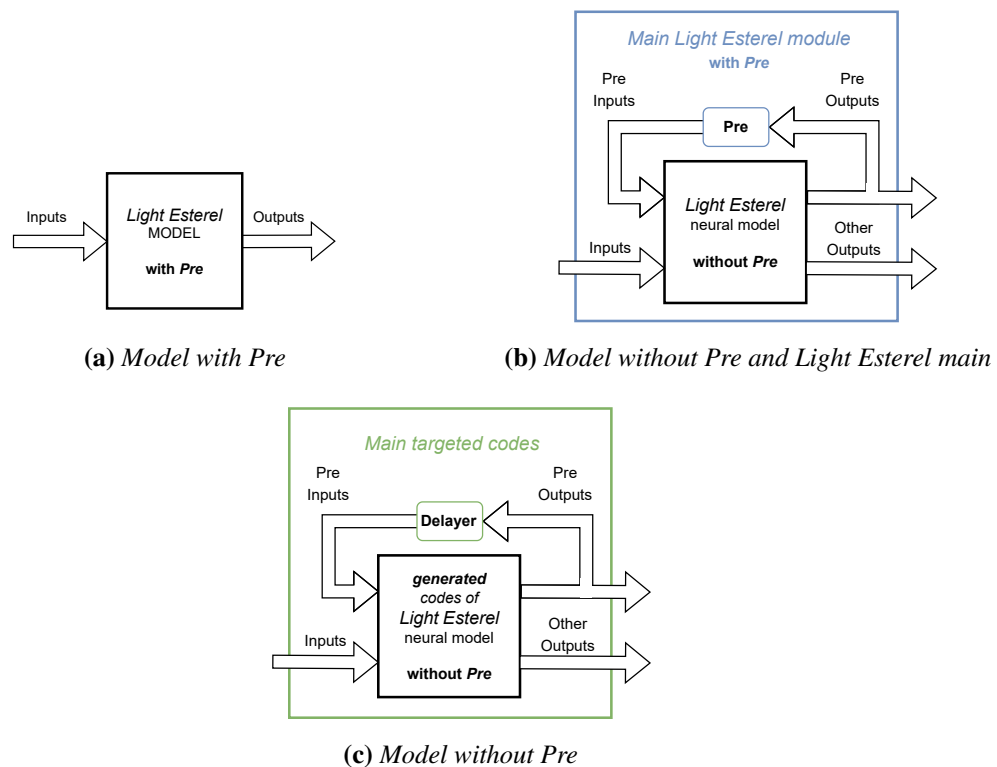 Inputs
Light Esterel
MODEL
with Pre
Outputs
(a) Model with Pre
Main Light Esterel module
with Pre
Pre
Inputs
Pre
Pre
Outputs
Inputs
Light Esterel
neural model
without Pre
Other
Outputs
(b) Model without Pre and Light Esterel main
Main targeted codes
Pre
Inputs
Delayer
Pre
Outputs
Inputs
generated
codes of
Light Esterel
neural model
without Pre
Other
Outputs
(c) Model without Pre